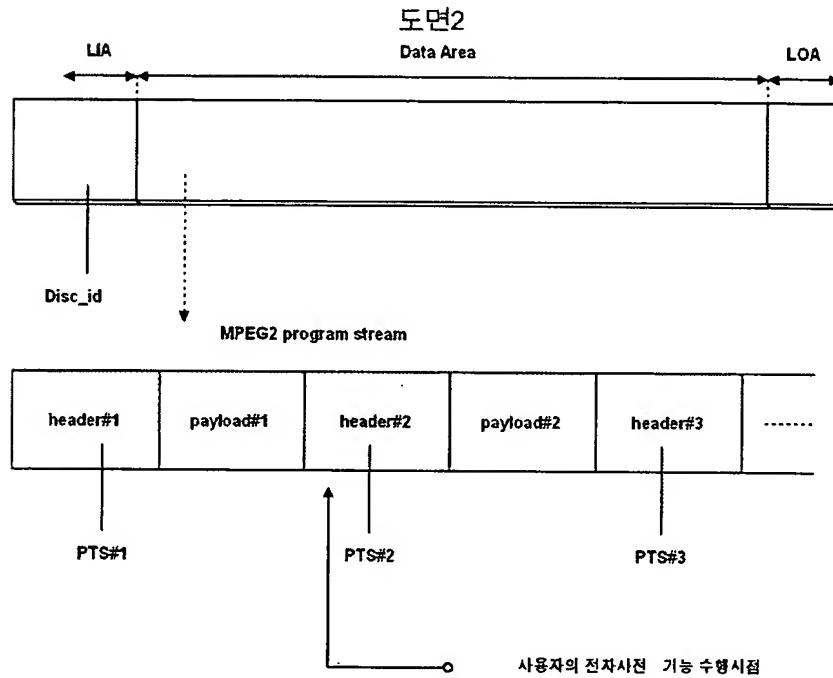 도면2
LIA
Data Area
LOA
Disc_id
MPEG2 program stream
header#1
payload#1
header#2
payload#2
header#3
PTS#1
PTS#2
PTS#3
사용자의 전자사전 기능 수행시점